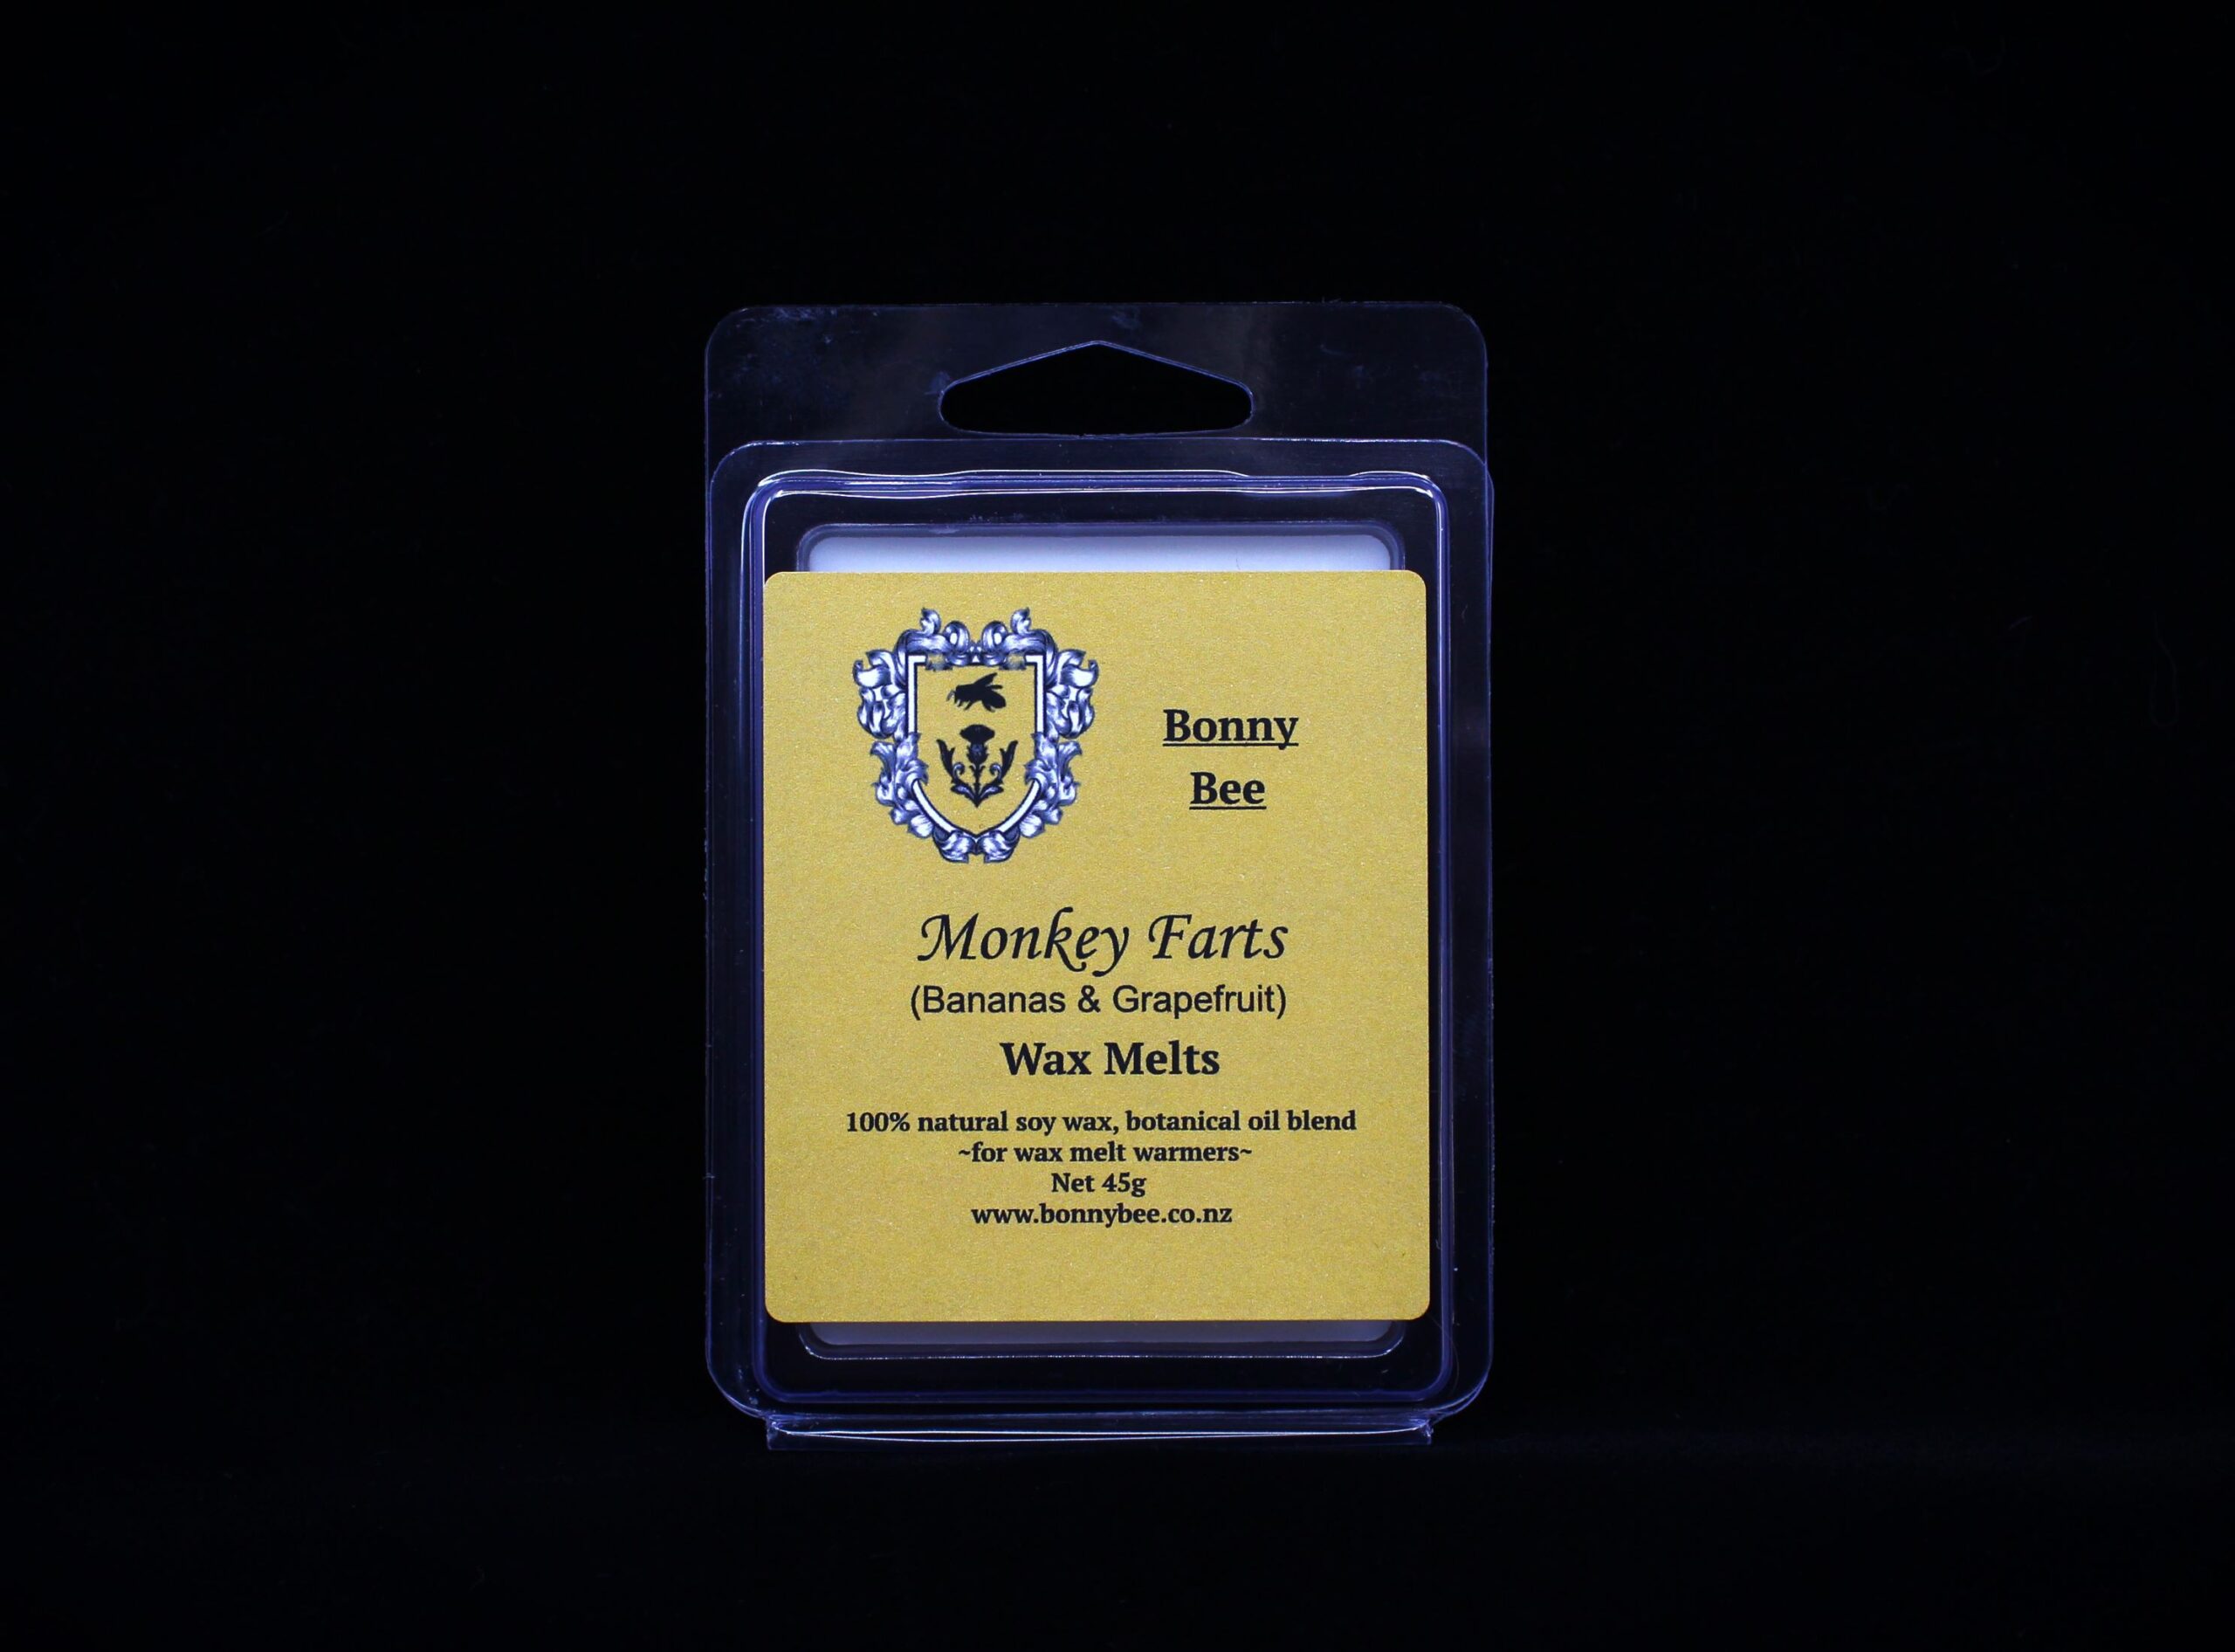 Bonny
Bee
Monkey Farts
(Bananas & Grapefruit)
Wax Melts
100% natural soy wax, botanical oil blend
~for wax melt warmers~
Net 45g
www.bonnybee.co.nz